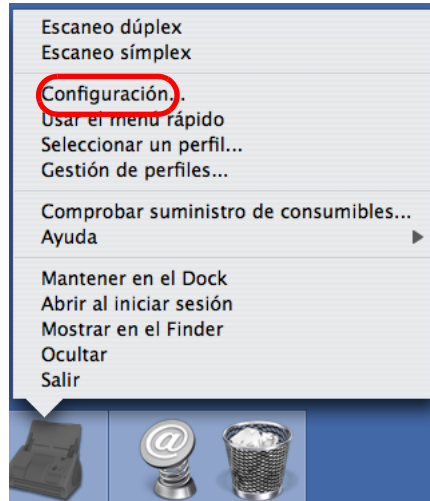 Escaneo dúplex
Escaneo símplex
Configuración...
Usar el menú rápido
Seleccionar un perfil...
Gestión de perfiles...
Comprobar suministro de consumibles...
Ayuda
Mantener en el Dock
Abrir al iniciar sesión
Mostrar en el Finder
Ocultar
Salir
@